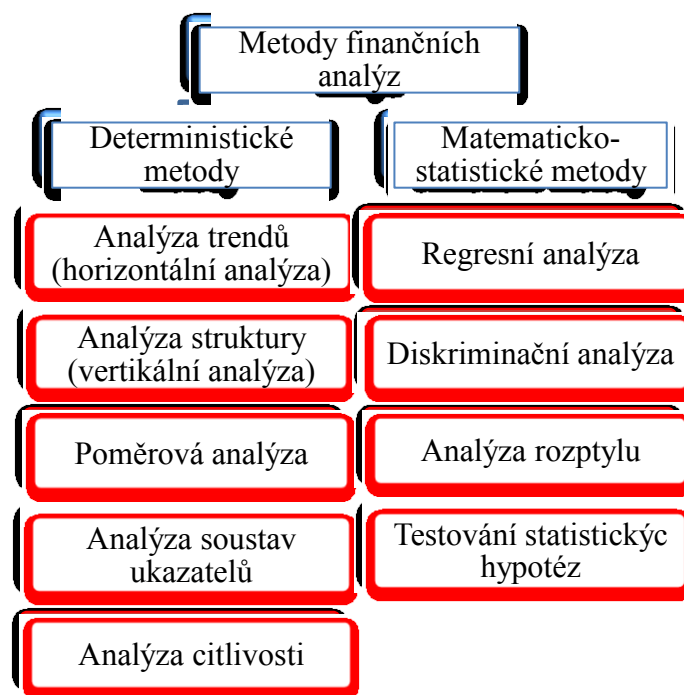 Metody finančních
analýz
Deterministické
metody
Matematicko-
statistické metody
Analýza trendů
(horizontální analýza)
Regresní analýza
Analýza struktury
(vertikální analýza)
Diskriminační analýza
Poměrová analýza
Analýza rozptylu
Analýza soustav
ukazatelů
Testování statistickýc
hypotéz
Analýza citlivosti